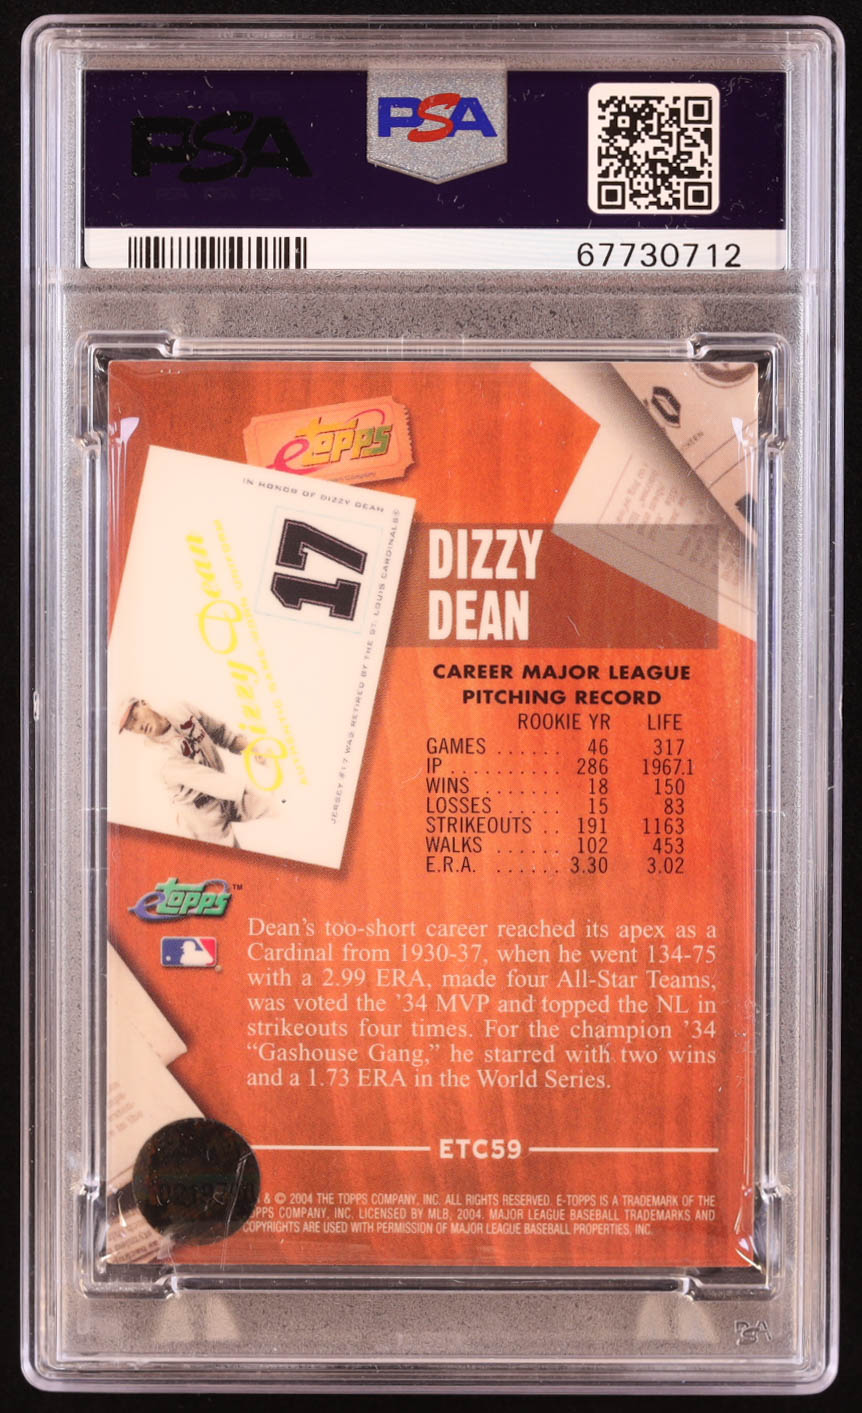 PSA
PSA
67730712
eTOPPS
IN HONOR OF DIZZY DEAN
17
JERSEY #17 WAS RETIRED BY THE ST. LOUIS CARDINALS®
Dizzy Dean
DIZZY
DEAN
CAREER MAJOR LEAGUE
PITCHING RECORD
ROOKIE YR LIFE
GAMES ...... 46 317
IP ........... 286 1967.1
WINS ........ 18 150
LOSSES ..... 15 83
STRIKEOUTS .. 191 1163
WALKS ...... 102 453
E.R.A. ........ 3.30 3.02
eTOPPS™
Dean's too-short career reached its apex as a
Cardinal from 1930-37, when he went 134-75
with a 2.99 ERA, made four All-Star Teams,
was voted the '34 MVP and topped the NL in
strikeouts four times. For the champion '34
"Gashouse Gang," he starred with two wins
and a 1.73 ERA in the World Series.
ETC59
& © 2004 THE TOPPS COMPANY, INC. ALL RIGHTS RESERVED. E-TOPPS IS A TRADEMARK OF THE
TOPPS COMPANY, INC. LICENSED BY MLB, 2004. MAJOR LEAGUE BASEBALL TRADEMARKS AND
COPYRIGHTS ARE USED WITH PERMISSION OF MAJOR LEAGUE BASEBALL PROPERTIES, INC.
PSA